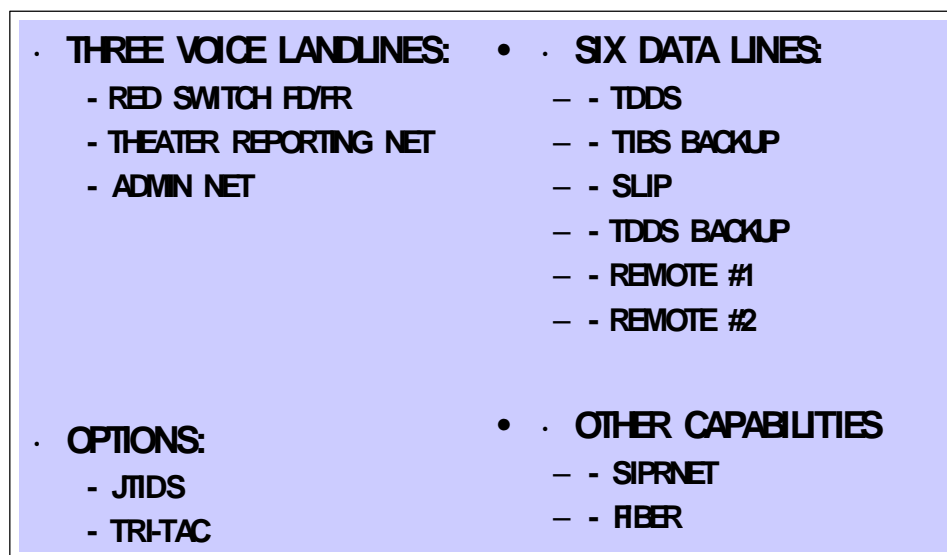 · THREE VOICE LANDLINES:
- RED SWITCH FD/FR
- THEATER REPORTING NET
- ADMIN NET
· OPTIONS:
- JTIDS
- TRI-TAC
• · SIX DATA LINES:
– - TDDS
– - TIBS BACKUP
– - SLIP
– - TDDS BACKUP
– - REMOTE #1
– - REMOTE #2
• · OTHER CAPABILITIES
– - SIPRNET
– - FIBER